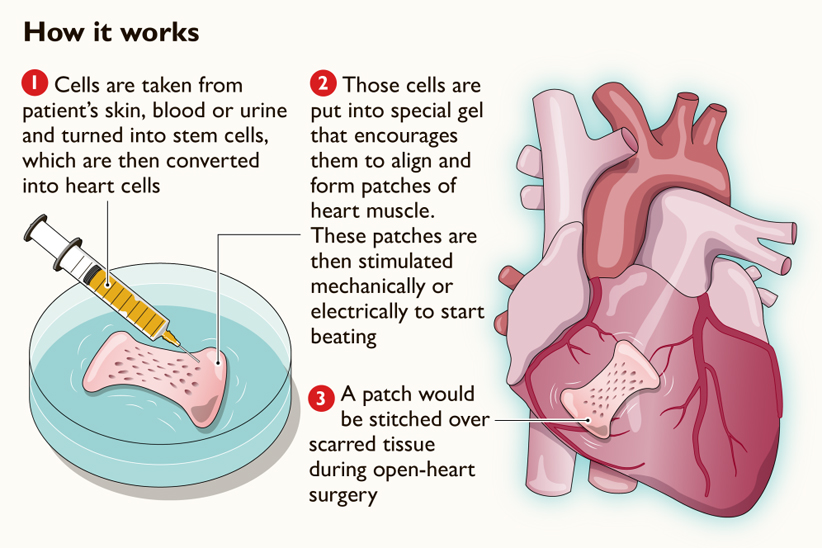 How it works
1 Cells are taken from
patient's skin, blood or urine
and turned into stem cells,
which are then converted
into heart cells
2 Those cells are
put into special gel
that encourages
them to align and
form patches of
heart muscle.
These patches are
then stimulated
mechanically or
electrically to start
beating
3 A patch would
be stitched over
scarred tissue
during open-heart
surgery